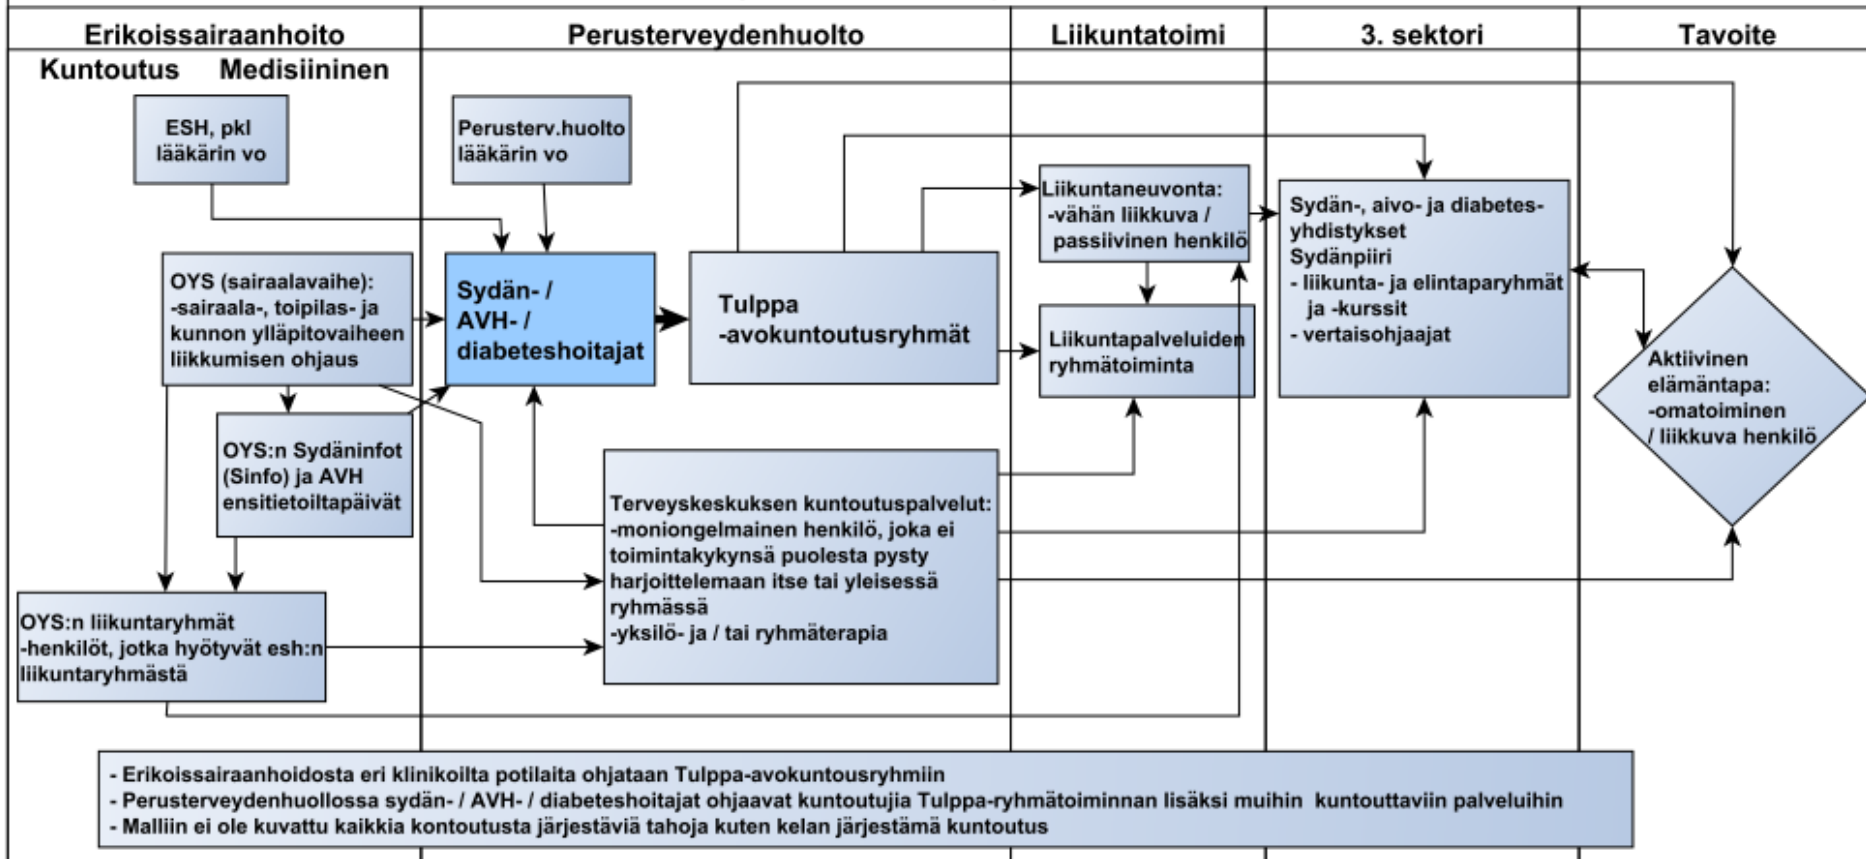 Erikoissairaanhoito
Perusterveydenhuolto
Liikuntatoimi
3. sektori
Tavoite
Kuntoutus
Medisiininen
ESH, pkl
lääkärin vo
Perusterv.huolto
lääkärin vo
OYS (sairaalavaihe):
-sairaala-, toipilas- ja
kunnon ylläpitovaiheen
liikkumisen ohjaus
Sydän- /
AVH- /
diabeteshoitajat
Tulppa
-avokuntoutusryhmät
Liikuntaneuvonta:
-vähän liikkuva /
passiivinen henkilö
Liikuntapalveluiden
ryhmätoiminta
Sydän-, aivo- ja diabetes-
yhdistykset
Sydänpiiri
- liikunta- ja elintaparyhmät
ja -kurssit
- vertaisohjaajat
Aktiivinen
elämäntapa:
-omatoiminen
/ liikkuva henkilö
OYS:n Sydäninfot
(Sinfo) ja AVH
ensitietoiltapäivät
Terveyskeskuksen kuntoutuspalvelut:
-moniongelmainen henkilö, joka ei
toimintakykynsä puolesta pysty
harjoittelemaan itse tai yleisessä
ryhmässä
-yksilö- ja / tai ryhmäterapia
OYS:n liikuntaryhmät
-henkilöt, jotka hyötyvät esh:n
liikuntaryhmästä
- Erikoissairaanhoidosta eri klinikoilta potilaita ohjataan Tulppa-avokuntousryhmiin
- Perusterveydenhuollossa sydän- / AVH- / diabeteshoitajat ohjaavat kuntoutujia Tulppa-ryhmätoiminnan lisäksi muihin kuntouttaviin palveluihin
- Malliin ei ole kuvattu kaikkia kontoutusta järjestäviä tahoja kuten kelan järjestämä kuntoutus